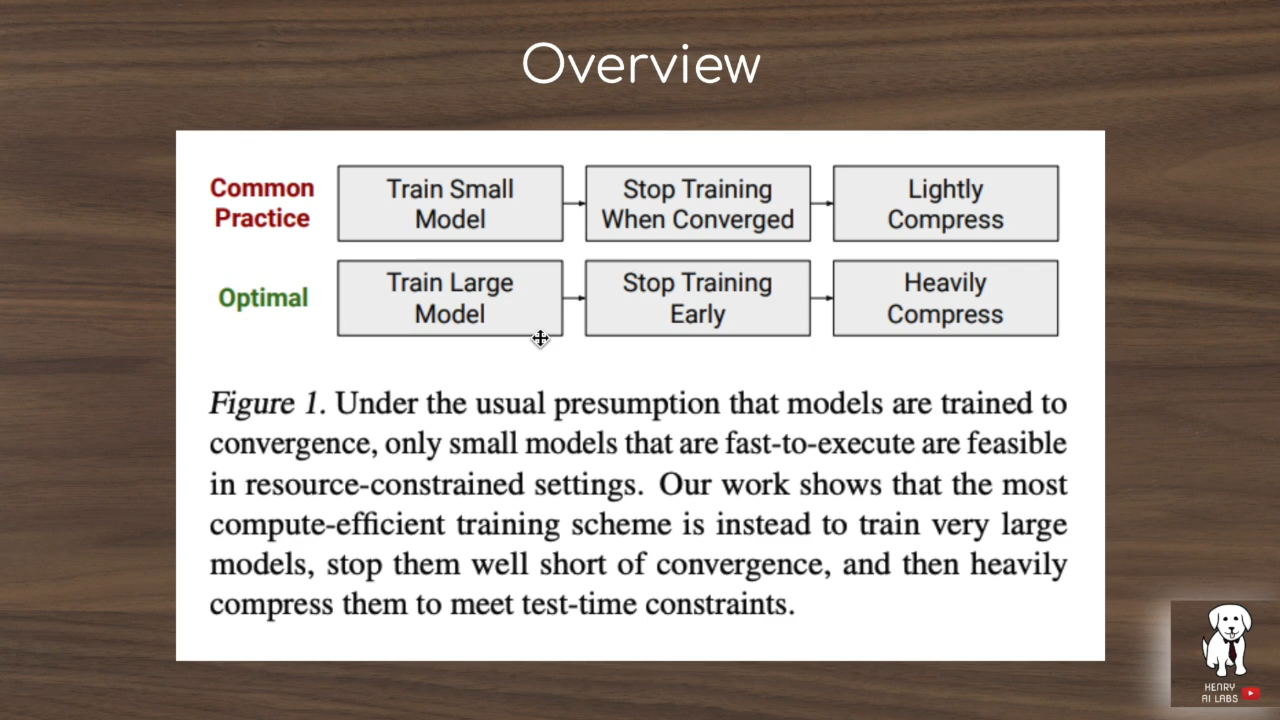 Overview
Common
Practice
Train Small
Model
Stop Training
When Converged
Lightly
Compress
Optimal
Train Large
Model
Stop Training
Early
Heavily
Compress
Figure 1. Under the usual presumption that models are trained to
convergence, only small models that are fast-to-execute are feasible
in resource-constrained settings. Our work shows that the most
compute-efficient training scheme is instead to train very large
models, stop them well short of convergence, and then heavily
compress them to meet test-time constraints.
HENRY
AI LABS